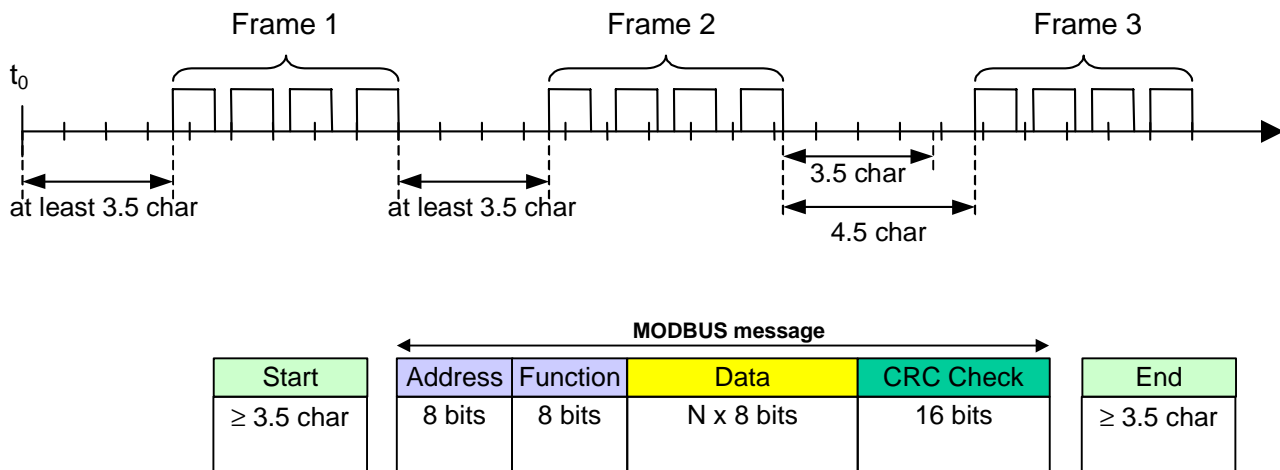 Frame 1
Frame 2
Frame 3
t0
3.5 char
at least 3.5 char
at least 3.5 char
4.5 char
MODBUS message
Start
Address
Function
Data
CRC Check
End
≥ 3.5 char
8 bits
8 bits
N x 8 bits
16 bits
≥ 3.5 char